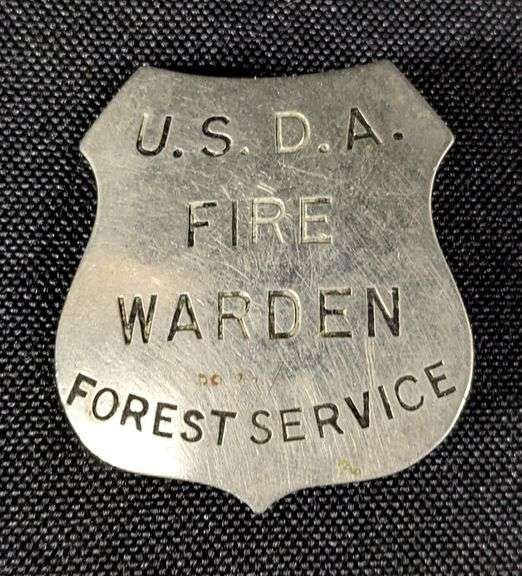 U.S.D.A.
FIRE
WARDEN
FOREST SERVICE